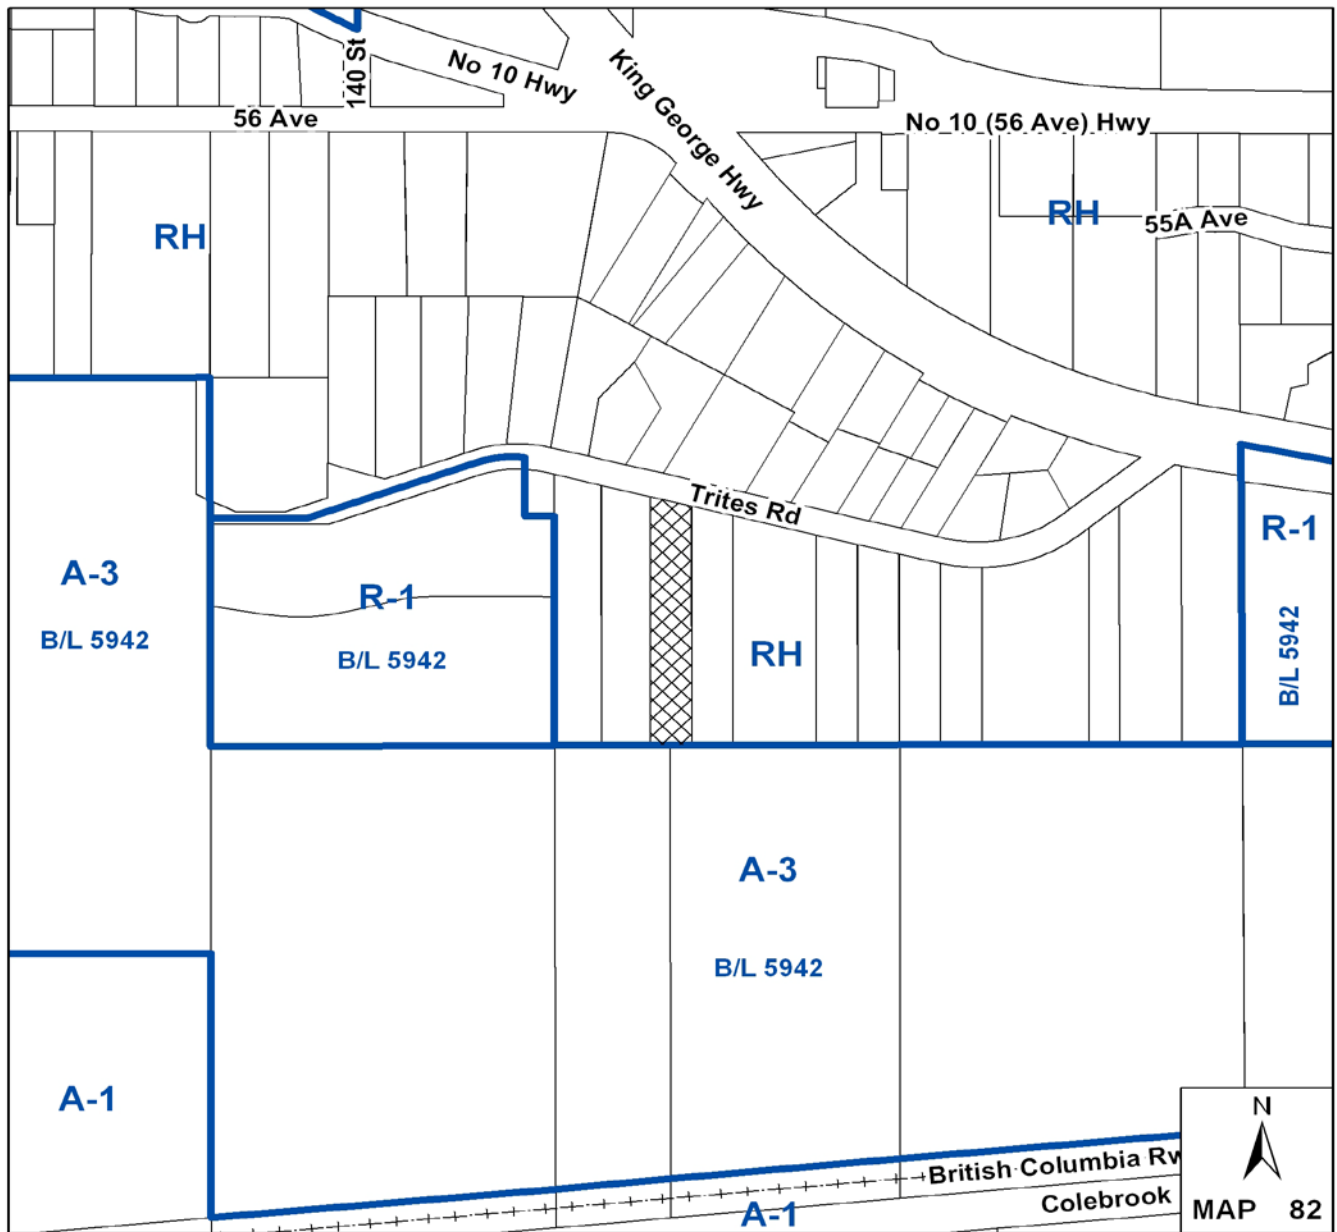 140 St
No 10 Hwy
King George Hwy
56 Ave
No 10 (56 Ave) Hwy
RH
RH
55A Ave
Trites Rd
R-1
B/L 5942
A-3
B/L 5942
R-1
B/L 5942
RH
A-3
B/L 5942
A-1
N
British Columbia Rw
Colebrook
A-1
MAP 82